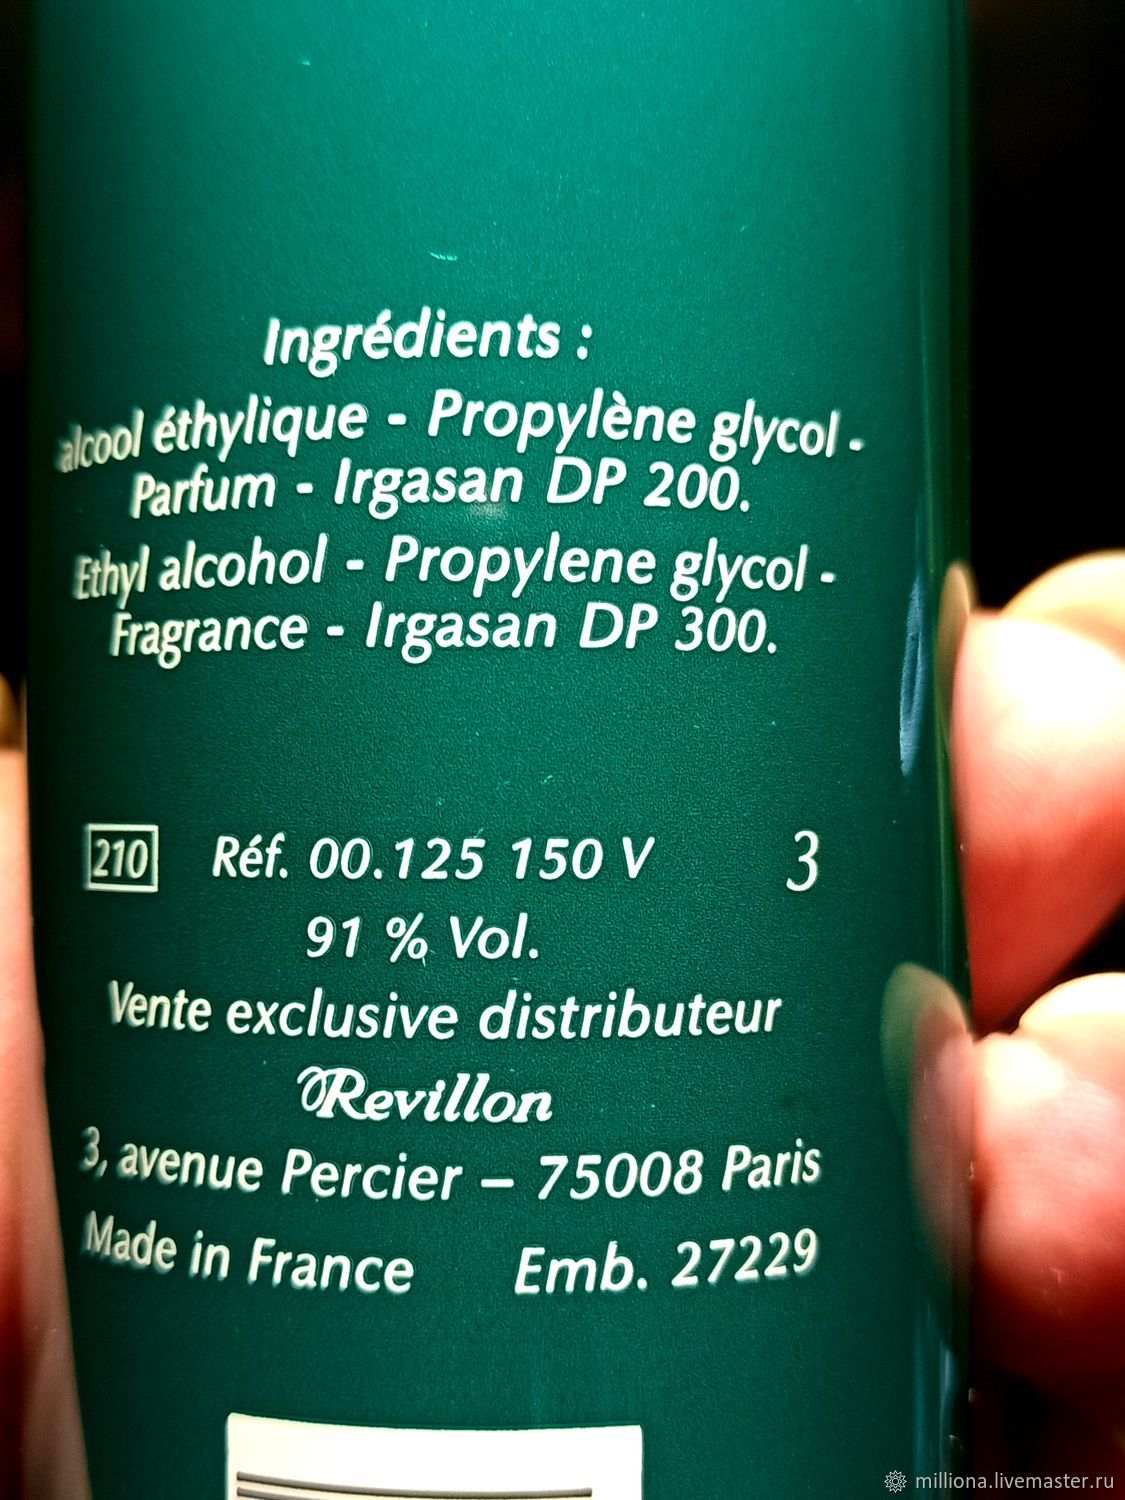 Ingrédients :
alcool éthylique - Propylène glycol -
Parfum - Irgasan DP 200.
Ethyl alcohol - Propylene glycol -
Fragrance - Irgasan DP 300.
210 Réf. 00.125 150 V 3
91 % Vol.
Vente exclusive distributeur
Revillon
3, avenue Percier – 75008 Paris
Made in France Emb. 27229
milliona.livemaster.ru